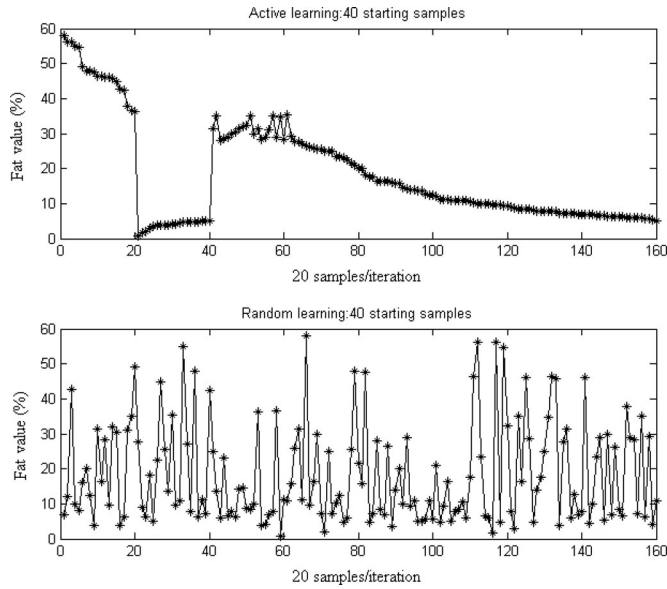 Active learning:40 starting samples
60
50
40
30
20
10
0
Fat value (%)
0 20 40 60 80 100 120 140 160
20 samples/iteration
Random learning:40 starting samples
60
50
40
30
20
10
0
Fat value (%)
0 20 40 60 80 100 120 140 160
20 samples/iteration